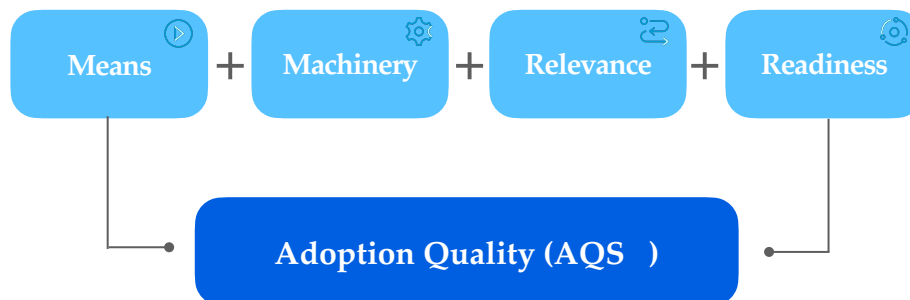 Means + Machinery + Relevance + Readiness
Adoption Quality (AQS )